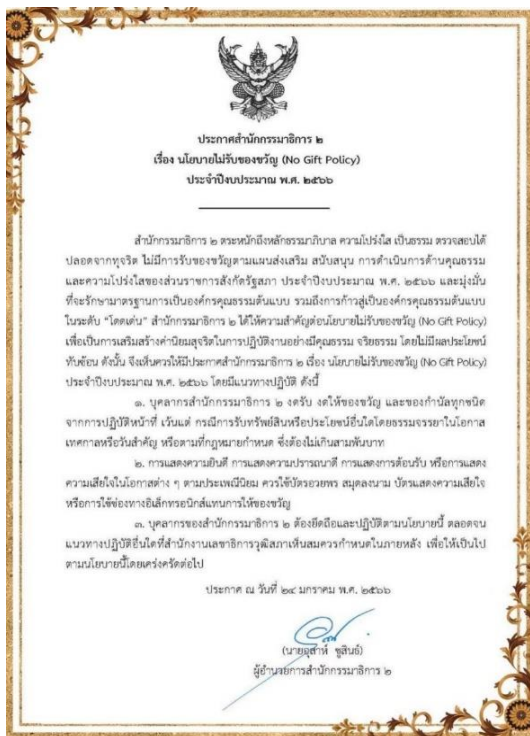 ประกาศสำนักกรรมาธิการ ๒
เรื่อง นโยบายไม่รับของขวัญ (No Gift Policy)
ประจำปีงบประมาณ พ.ศ. ๒๕๖๖
สำนักกรรมาธิการ ๒ ตระหนักถึงหลักธรรมาภิบาล ความโปร่งใส เป็นธรรม ตรวจสอบได้
ปลอดจากทุจริต ไม่มีการรับของขวัญตามแผนส่งเสริม สนับสนุน การดำเนินการด้านคุณธรรม
และความโปร่งใสของส่วนราชการสังกัดรัฐสภา ประจำปีงบประมาณ พ.ศ. ๒๕๖๖ และมุ่งมั่น
ที่จะรักษามาตรฐานการเป็นองค์กรคุณธรรมต้นแบบ รวมถึงการก้าวสู่เป็นองค์กรคุณธรรมต้นแบบ
ในระดับ “โดดเด่น” สำนักกรรมาธิการ ๒ ได้ให้ความสำคัญต่อนโยบายไม่รับของขวัญ (No Gift Policy)
เพื่อเป็นการเสริมสร้างค่านิยมสุจริตในการปฏิบัติงานอย่างมีคุณธรรม จริยธรรม โดยไม่มีผลประโยชน์
ทับซ้อน ดังนั้น จึงเห็นควรให้มีประกาศสำนักกรรมาธิการ ๒ เรื่อง นโยบายไม่รับของขวัญ (No Gift Policy)
ประจำปีงบประมาณ พ.ศ. ๒๕๖๖ โดยมีแนวทางปฏิบัติ ดังนี้
๑. บุคลากรสำนักกรรมาธิการ ๒ งดรับ งดให้ของขวัญ และของกำนัลทุกชนิด
จากการปฏิบัติหน้าที่ เว้นแต่ กรณีการรับทรัพย์สินหรือประโยชน์อื่นใดโดยธรรมจรรยาในโอกาส
เทศกาลหรือวันสำคัญ หรือตามที่กฎหมายกำหนด ซึ่งต้องไม่เกินสามพันบาท
๒. การแสดงความยินดี การแสดงความปรารถนาดี การแสดงการต้อนรับ หรือการแสดง
ความเสียใจในโอกาสต่าง ๆ ตามประเพณีนิยม ควรใช้บัตรอวยพร สมุดลงนาม บัตรแสดงความเสียใจ
หรือการใช้ช่องทางอิเล็กทรอนิกส์แทนการให้ของขวัญ
๓. บุคลากรของสำนักกรรมาธิการ ๒ ต้องยึดถือและปฏิบัติตามนโยบายนี้ ตลอดจน
แนวทางปฏิบัติอื่นใดที่สำนักงานเลขาธิการวุฒิสภาเห็นสมควรกำหนดในภายหลัง เพื่อให้เป็นไป
ตามนโยบายนี้โดยเคร่งครัดต่อไป
ประกาศ ณ วันที่ ๒๔ มกราคม พ.ศ. ๒๕๖๖
(นายอุสาห์ ชูสินธ์)
ผู้อำนวยการสำนักกรรมาธิการ ๒